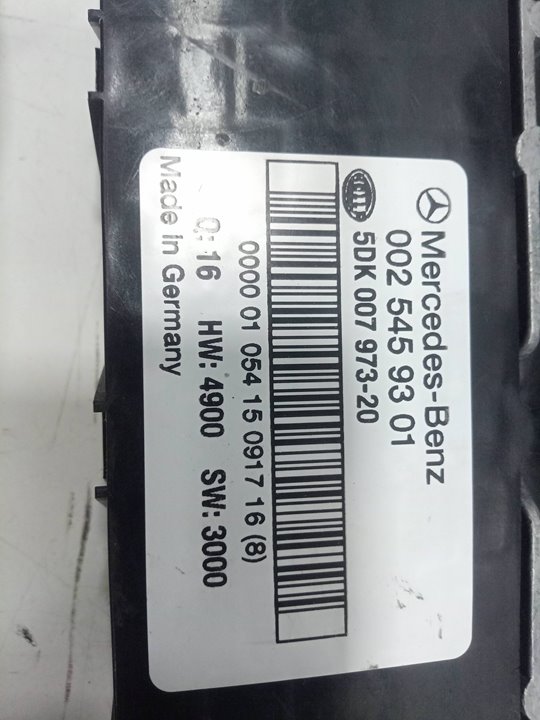 Mercedes-Benz
002 545 93 01
5DK 007 973-20
0000 01 054 15 0917 16 (8)
HW: 4900 SW: 3000
Made in Germany